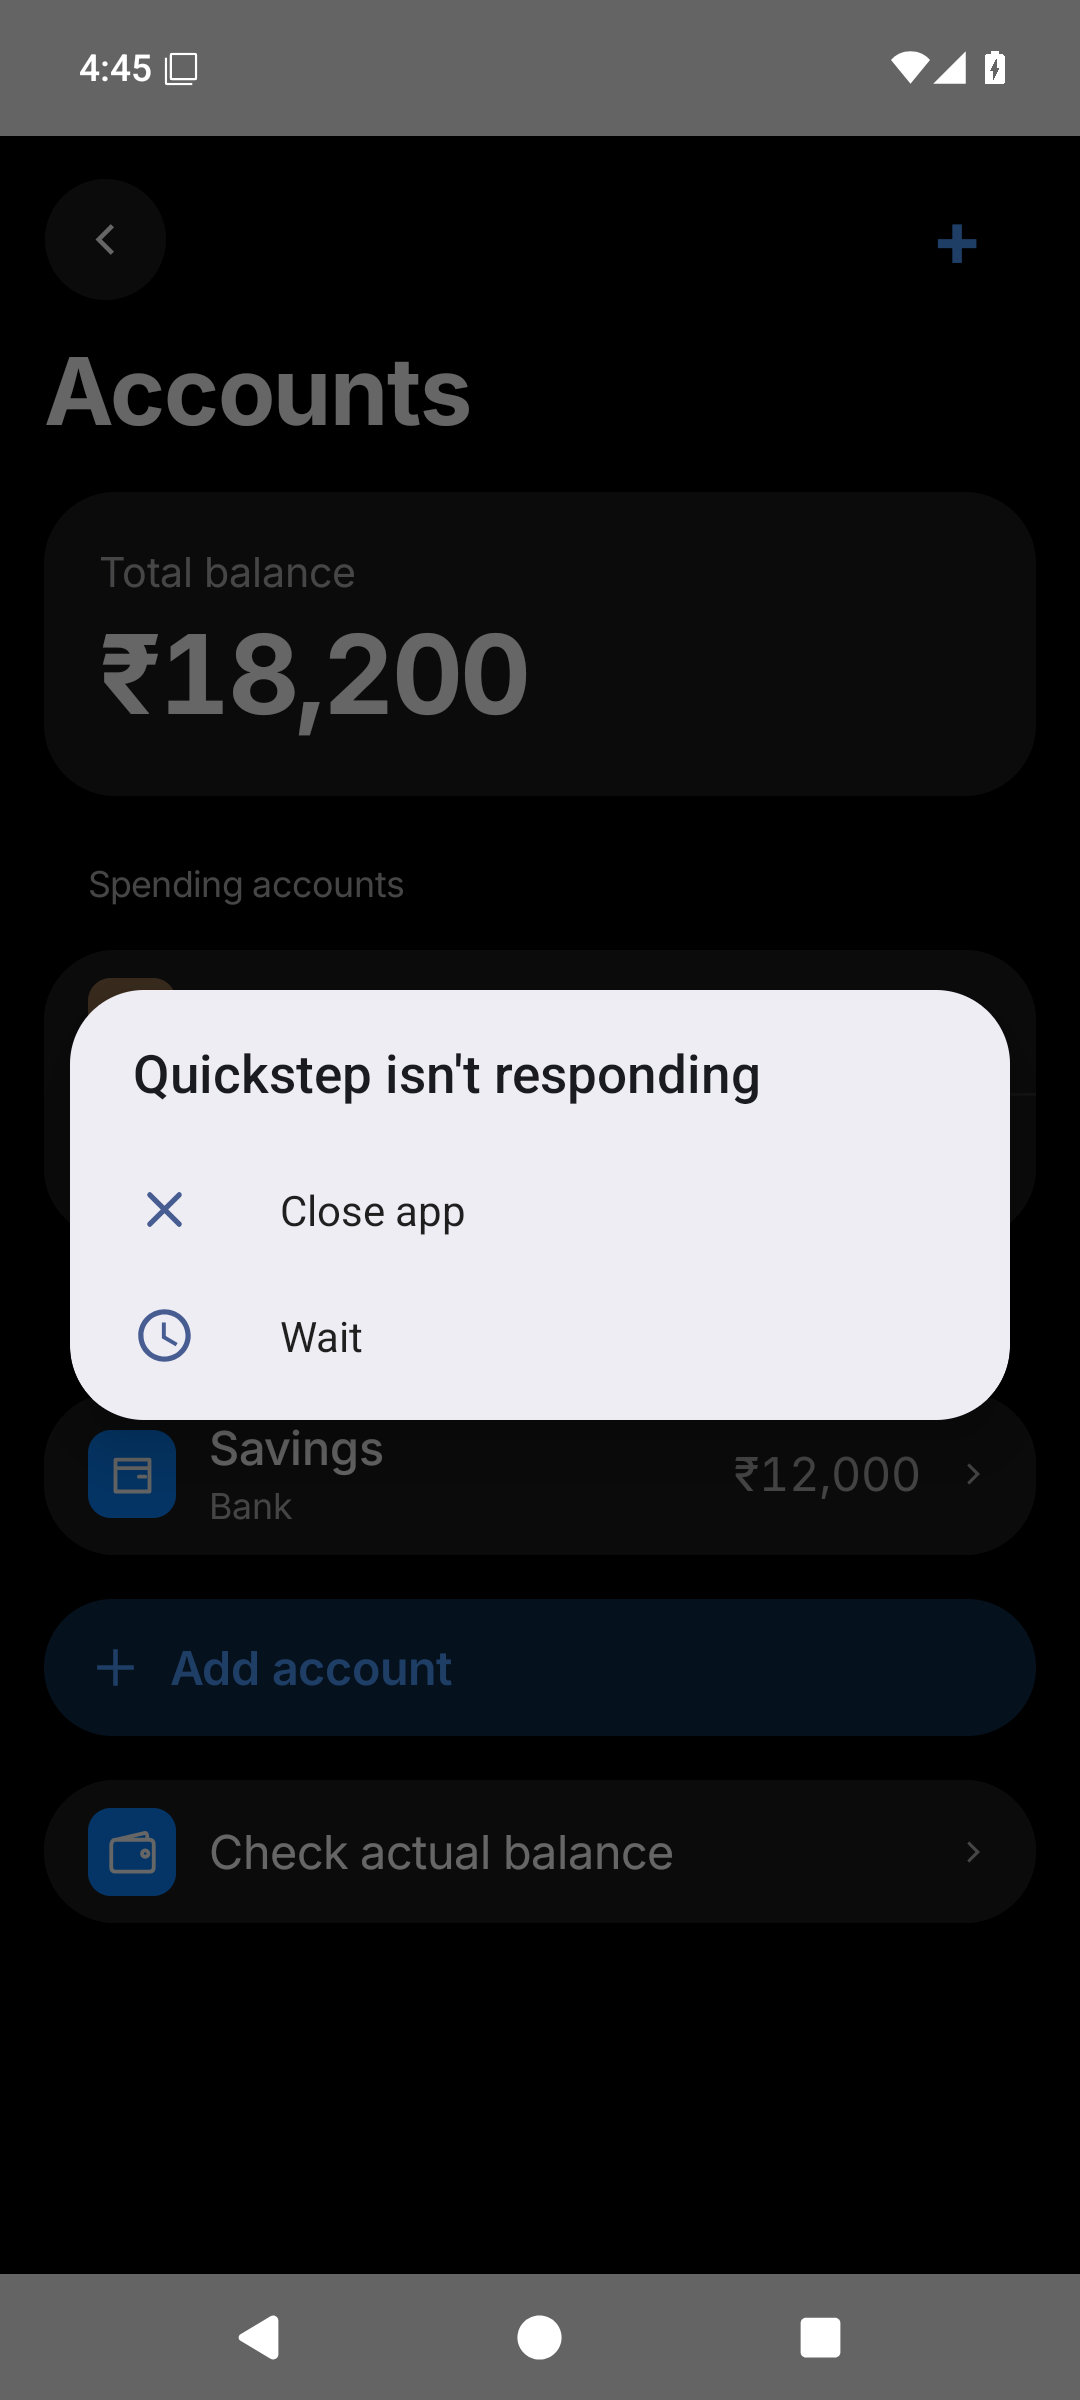 4:45
Accounts
Total balance
₹18,200
Spending accounts
Quickstep isn't responding
Close app
Wait
Savings
₹12,000
Bank
Add account
Check actual balance